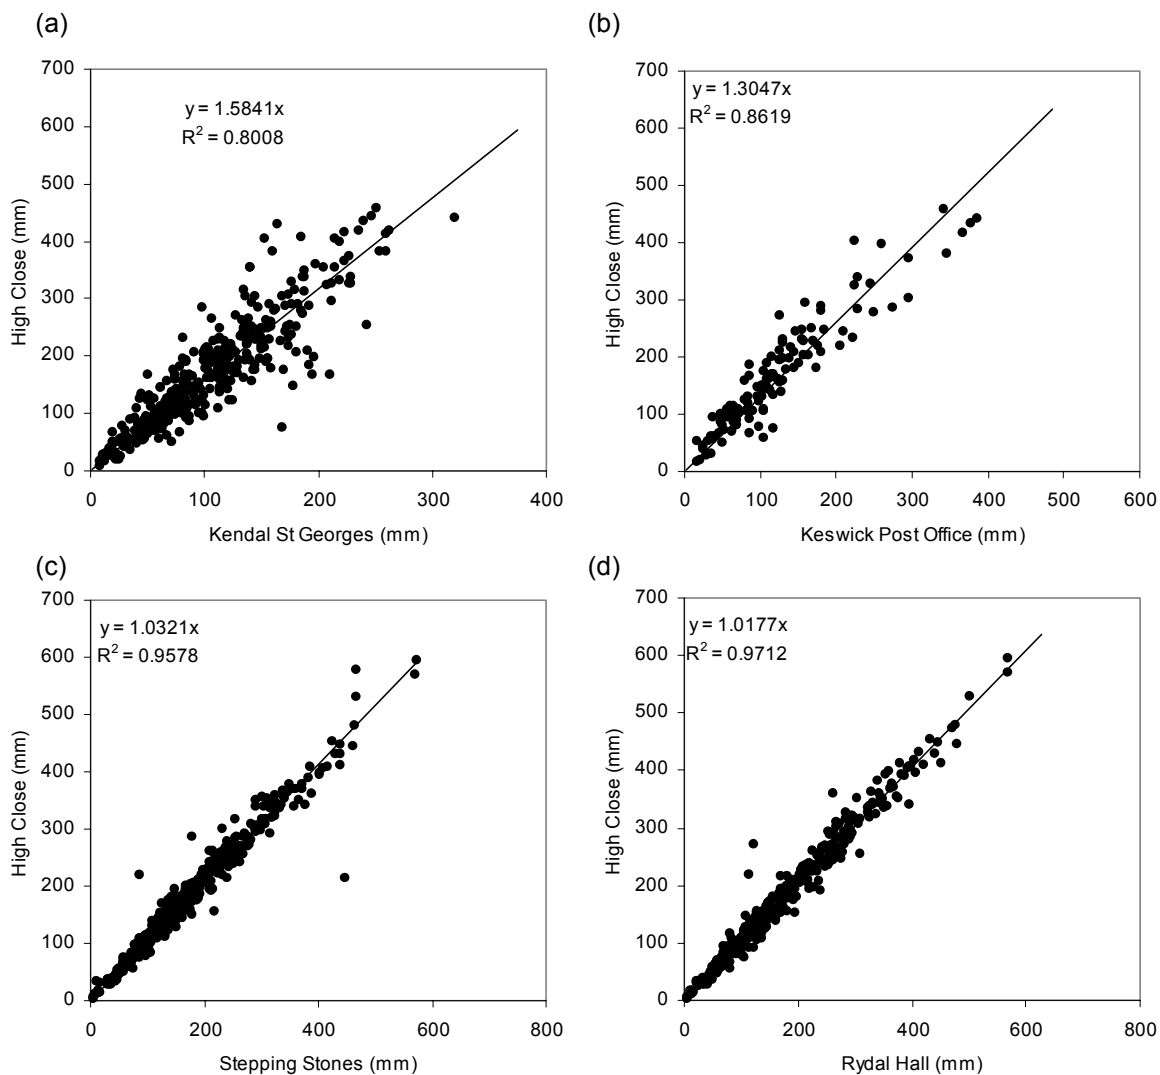 (a)
700
600
500
400
300
200
100
0
0 100 200 300 400
High Close (mm)
Kendal St Georges (mm)
y = 1.5841x
R² = 0.8008
(b)
700
600
500
400
300
200
100
0
0 100 200 300 400 500 600
High Close (mm)
Keswick Post Office (mm)
y = 1.3047x
R² = 0.8619
(c)
700
600
500
400
300
200
100
0
0 200 400 600 800
High Close (mm)
Stepping Stones (mm)
y = 1.0321x
R² = 0.9578
(d)
700
600
500
400
300
200
100
0
0 200 400 600 800
High Close (mm)
Rydal Hall (mm)
y = 1.0177x
R² = 0.9712